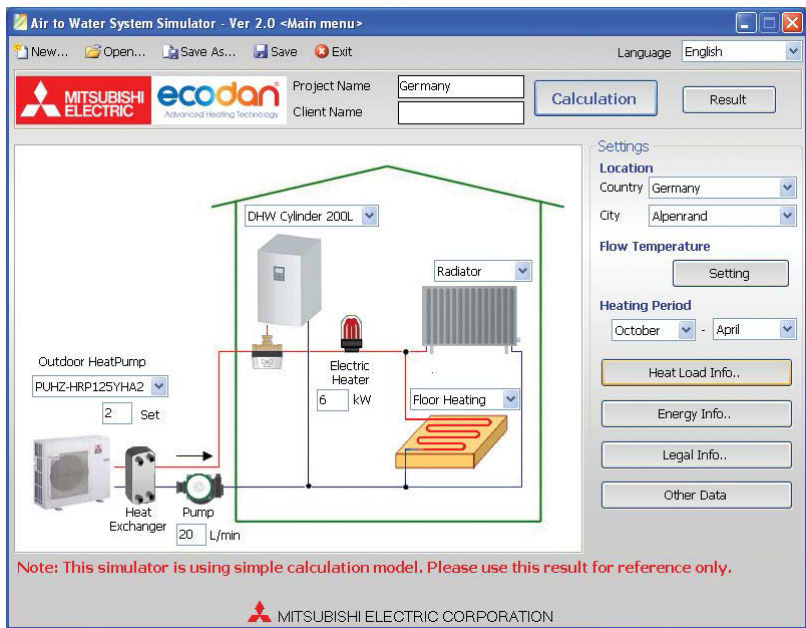 Air to Water System Simulator - Ver 2.0 <Main menu>
New... Open... Save As... Save Exit Language English
MITSUBISHI ELECTRIC
ecodan
Advanced Heating Technology
Project Name Germany
Client Name
Calculation Result
Settings
Location
Country Germany
City Alpenrand
Flow Temperature
Setting
Heating Period
October - April
Heat Load Info..
Energy Info..
Legal Info..
Other Data
DHW Cylinder 200L
Radiator
Outdoor HeatPump
PUHZ-HRP125YHA2
2 Set
Electric
Heater
6 kW
Floor Heating
Heat
Exchanger
Pump
20 L/min
Note: This simulator is using simple calculation model. Please use this result for reference only.
MITSUBISHI ELECTRIC CORPORATION